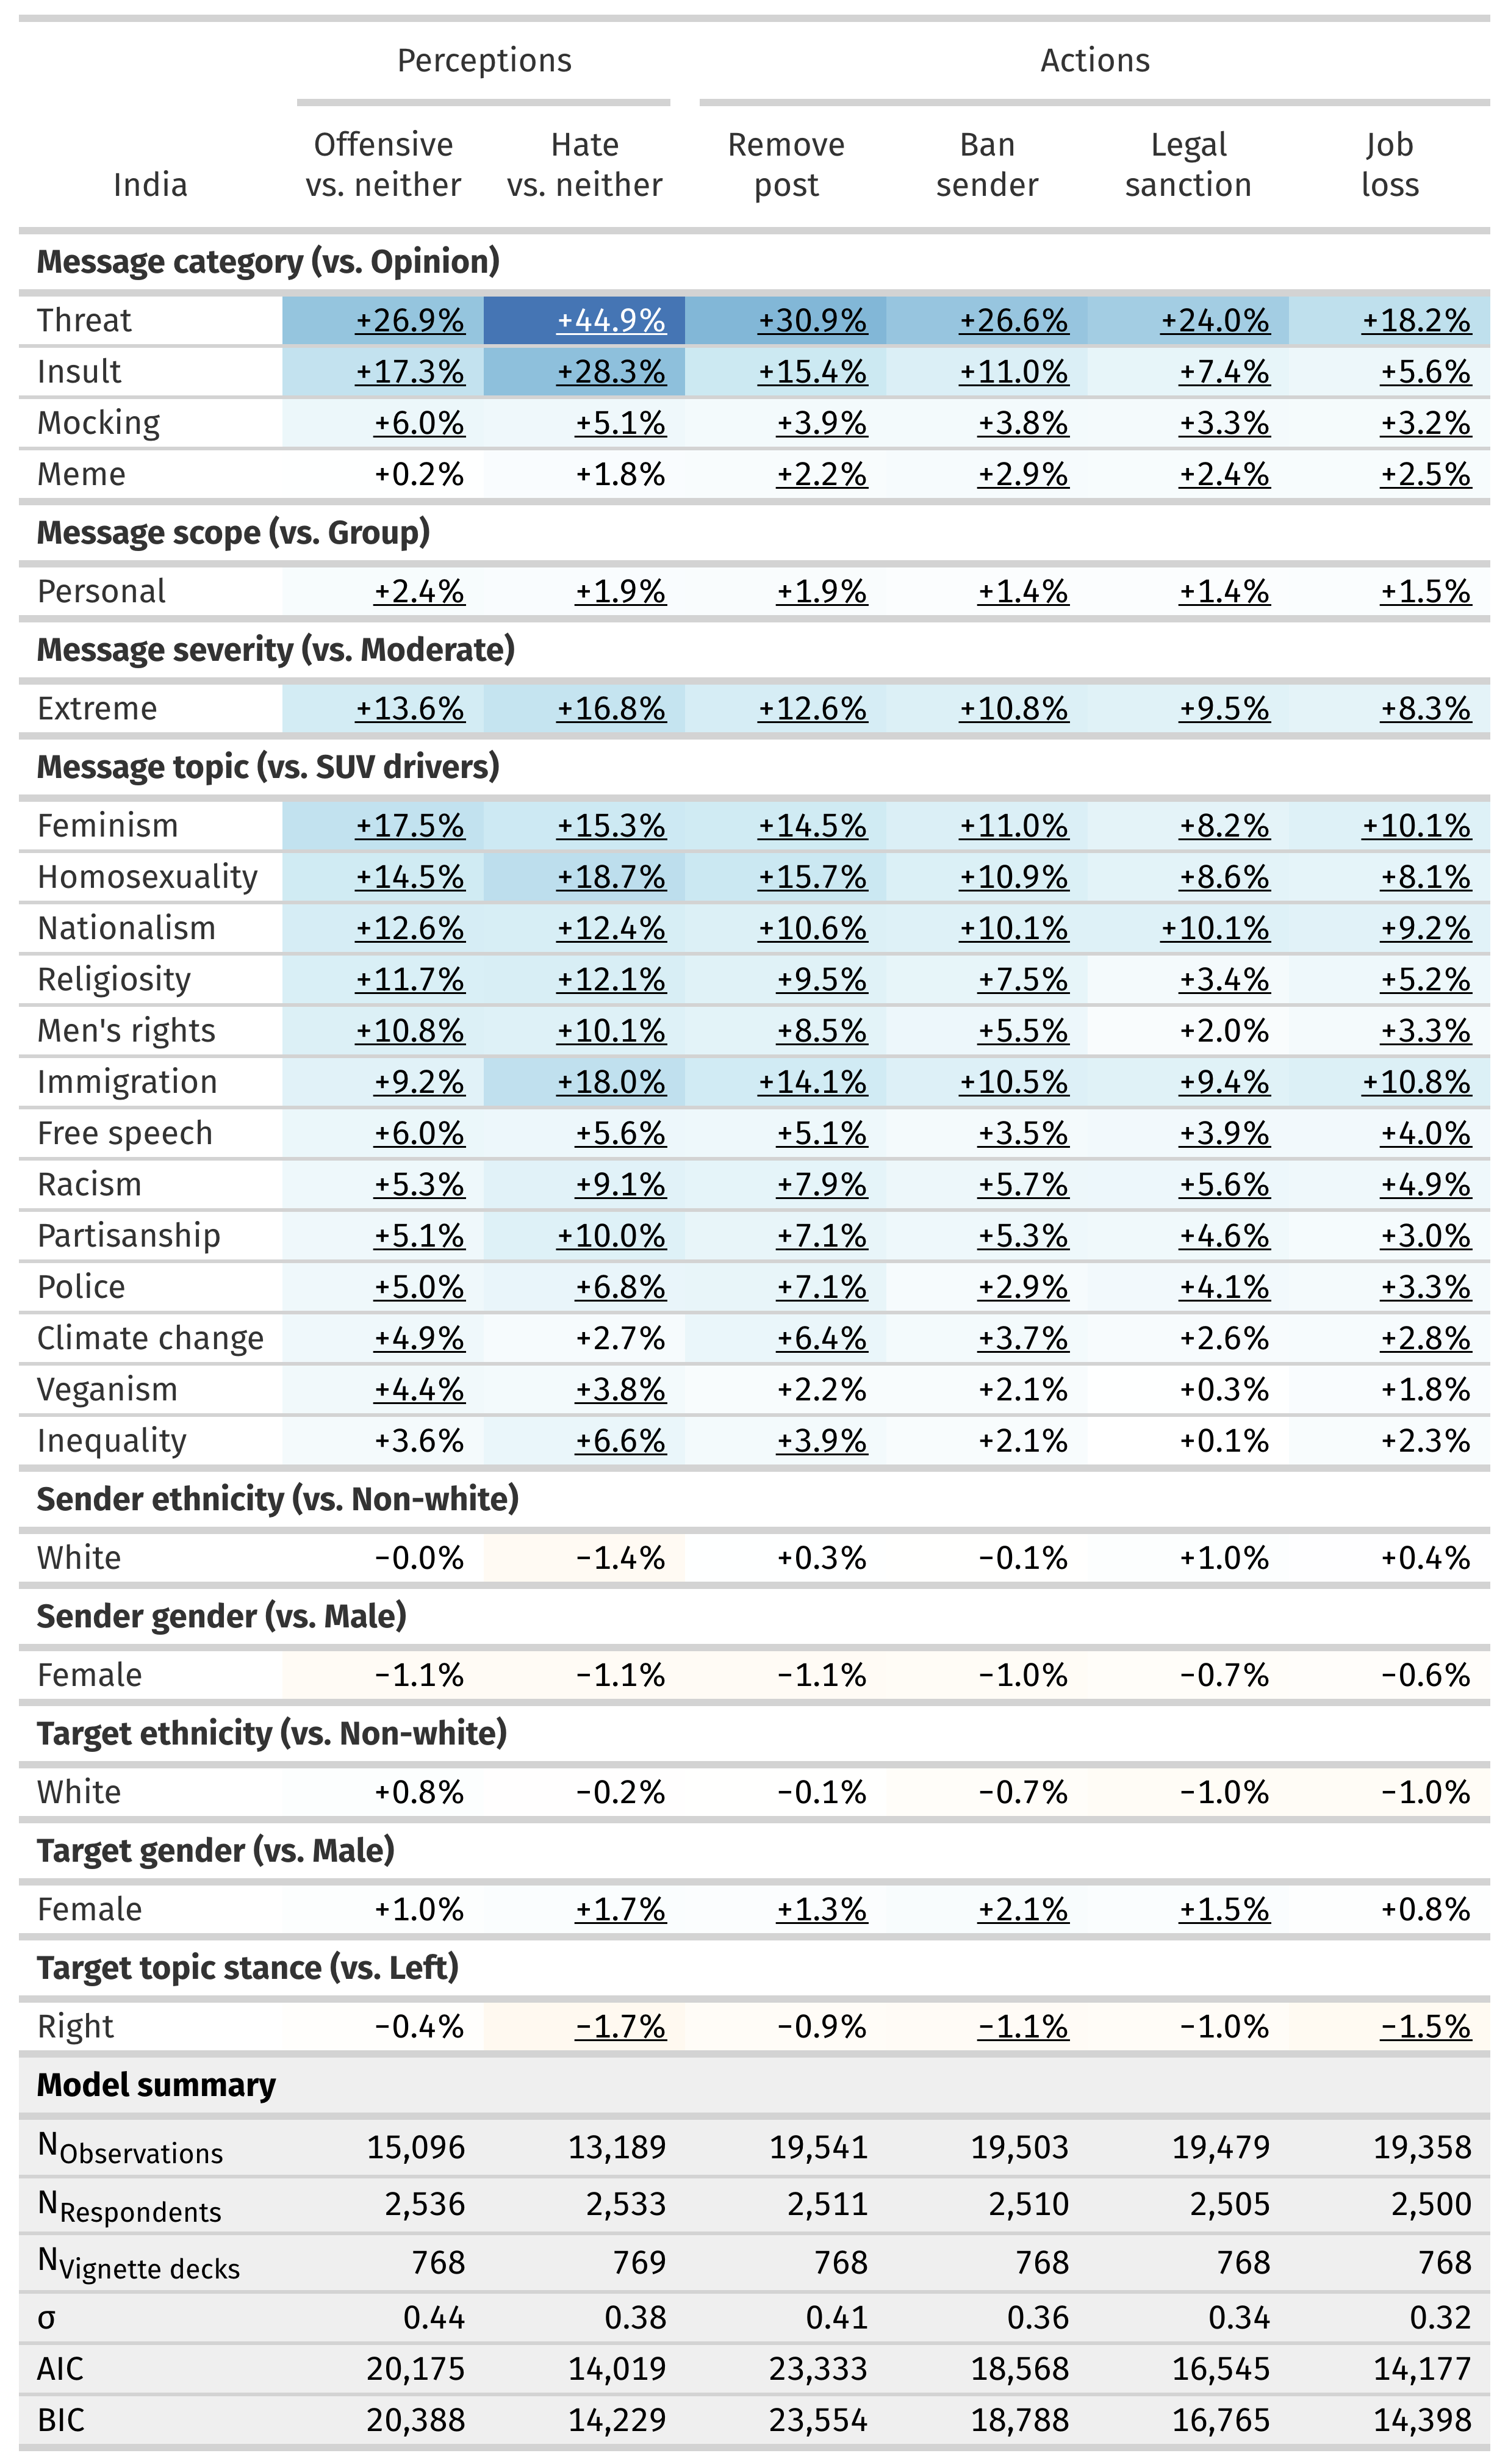 Perceptions Actions
Offensive Hate Remove Ban Legal Job
India vs. neither vs. neither post sender sanction loss
Message category (vs. Opinion)
Threat +26.9% +44.9% +30.9% +26.6% +24.0% +18.2%
Insult +17.3% +28.3% +15.4% +11.0% +7.4% +5.6%
Mocking +6.0% +5.1% +3.9% +3.8% +3.3% +3.2%
Meme +0.2% +1.8% +2.2% +2.9% +2.4% +2.5%
Message scope (vs. Group)
Personal +2.4% +1.9% +1.9% +1.4% +1.4% +1.5%
Message severity (vs. Moderate)
Extreme +13.6% +16.8% +12.6% +10.8% +9.5% +8.3%
Message topic (vs. SUV drivers)
Feminism +17.5% +15.3% +14.5% +11.0% +8.2% +10.1%
Homosexuality +14.5% +18.7% +15.7% +10.9% +8.6% +8.1%
Nationalism +12.6% +12.4% +10.6% +10.1% +10.1% +9.2%
Religiosity +11.7% +12.1% +9.5% +7.5% +3.4% +5.2%
Men's rights +10.8% +10.1% +8.5% +5.5% +2.0% +3.3%
Immigration +9.2% +18.0% +14.1% +10.5% +9.4% +10.8%
Free speech +6.0% +5.6% +5.1% +3.5% +3.9% +4.0%
Racism +5.3% +9.1% +7.9% +5.7% +5.6% +4.9%
Partisanship +5.1% +10.0% +7.1% +5.3% +4.6% +3.0%
Police +5.0% +6.8% +7.1% +2.9% +4.1% +3.3%
Climate change +4.9% +2.7% +6.4% +3.7% +2.6% +2.8%
Veganism +4.4% +3.8% +2.2% +2.1% +0.3% +1.8%
Inequality +3.6% +6.6% +3.9% +2.1% +0.1% +2.3%
Sender ethnicity (vs. Non-white)
White −0.0% −1.4% +0.3% −0.1% +1.0% +0.4%
Sender gender (vs. Male)
Female −1.1% −1.1% −1.1% −1.0% −0.7% −0.6%
Target ethnicity (vs. Non-white)
White +0.8% −0.2% −0.1% −0.7% −1.0% −1.0%
Target gender (vs. Male)
Female +1.0% +1.7% +1.3% +2.1% +1.5% +0.8%
Target topic stance (vs. Left)
Right −0.4% −1.7% −0.9% −1.1% −1.0% −1.5%
Model summary
N Observations 15,096 13,189 19,541 19,503 19,479 19,358
N Respondents 2,536 2,533 2,511 2,510 2,505 2,500
N Vignette decks 768 769 768 768 768 768
σ 0.44 0.38 0.41 0.36 0.34 0.32
AIC 20,175 14,019 23,333 18,568 16,545 14,177
BIC 20,388 14,229 23,554 18,788 16,765 14,398